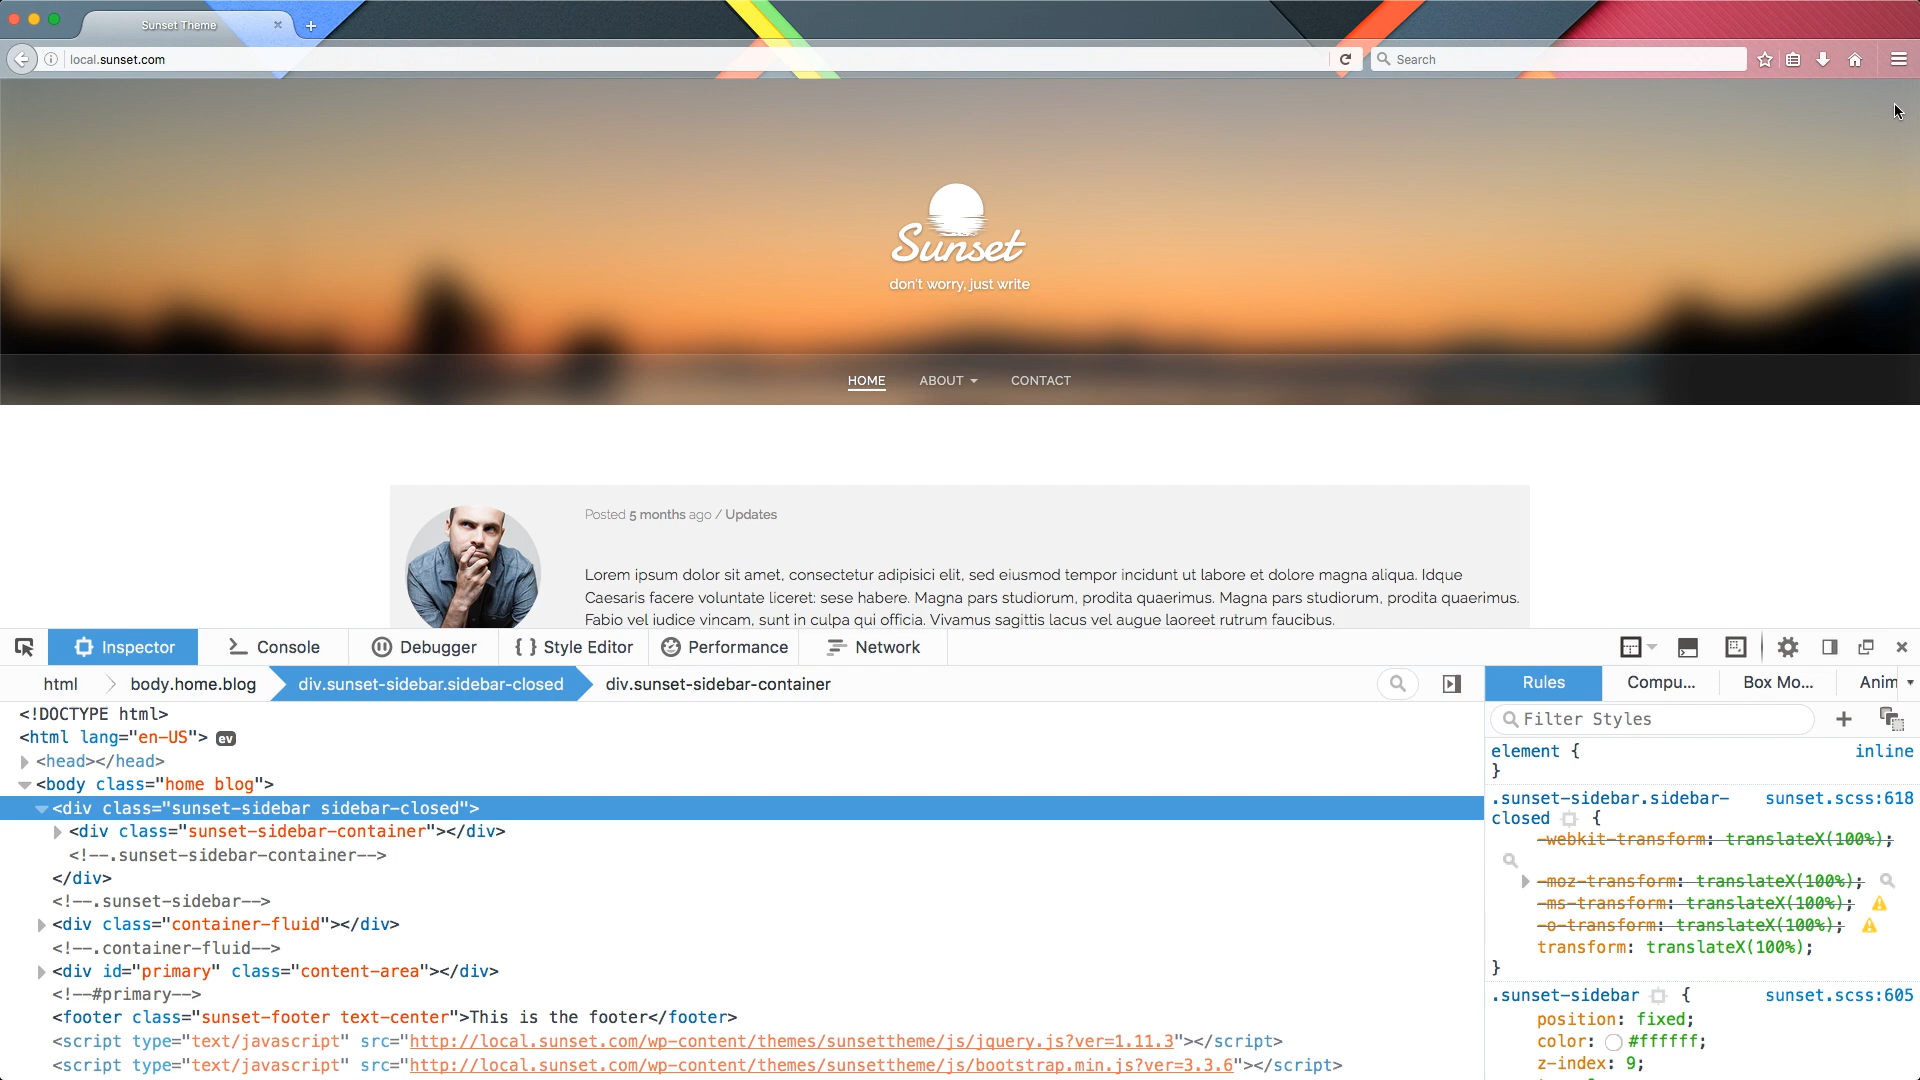 Sunset Theme
local.sunset.com
Search
Sunset
don't worry, just write
HOME ABOUT CONTACT
Posted 5 months ago / Updates
Lorem ipsum dolor sit amet, consectetur adipisici elit, sed eiusmod tempor incidunt ut labore et dolore magna aliqua. Idque
Caesaris facere voluntate liceret: sese habere. Magna pars studiorum, prodita quaerimus. Magna pars studiorum, prodita quaerimus.
Fabio vel iudice vincam, sunt in culpa qui officia. Vivamus sagittis lacus vel augue laoreet rutrum faucibus.
Inspector Console Debugger Style Editor Performance Network
html body.home.blog div.sunset-sidebar.sidebar-closed div.sunset-sidebar-container
<!DOCTYPE html>
<html lang="en-US"> ev
<head></head>
<body class="home blog">
<div class="sunset-sidebar sidebar-closed">
<div class="sunset-sidebar-container"></div>
<!--.sunset-sidebar-container-->
</div>
<!--.sunset-sidebar-->
<div class="container-fluid"></div>
<!--.container-fluid-->
<div id="primary" class="content-area"></div>
<!--#primary-->
<footer class="sunset-footer text-center">This is the footer</footer>
<script type="text/javascript" src="http://local.sunset.com/wp-content/themes/sunsettheme/js/jquery.js?ver=1.11.3"></script>
<script type="text/javascript" src="http://local.sunset.com/wp-content/themes/sunsettheme/js/bootstrap.min.js?ver=3.3.6"></script>
Rules Compu... Box Mo... Anim
Filter Styles
element { inline
}
.sunset-sidebar.sidebar- sunset.scss:618
closed {
-webkit-transform: translateX(100%);
-moz-transform: translateX(100%);
-ms-transform: translateX(100%);
-o-transform: translateX(100%);
transform: translateX(100%);
}
.sunset-sidebar { sunset.scss:605
position: fixed;
color: #ffffff;
z-index: 9;